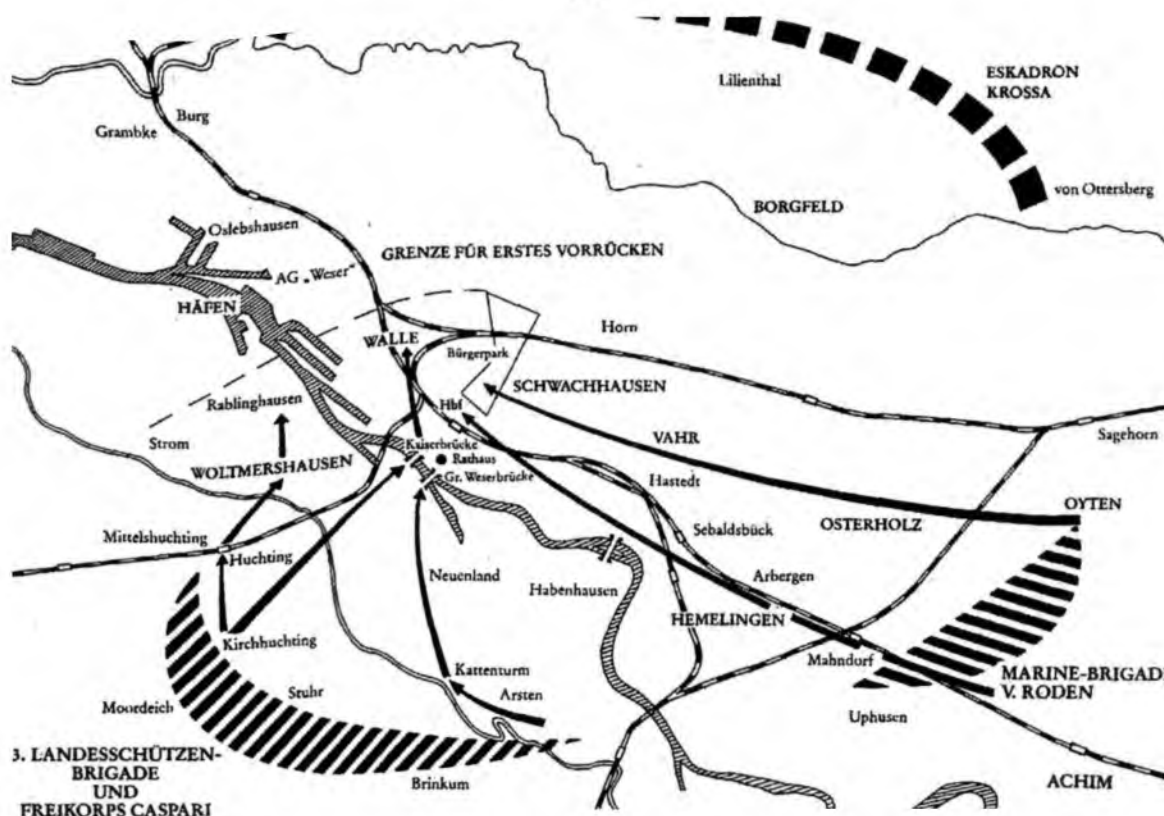 Lilienthal
ESKADRON
KROSSA
Burg
Grambke
von Ottersberg
BORGFELD
Oslebshausen
GRENZE FÜR ERSTES VORRÜCKEN
AG „Weser"
HÄFEN
Horn
WALLE
Bürgerpark
SCHWACHHAUSEN
Rablinghausen
Hbf
Strom
VAHR
Sagehorn
Kaiserbrücke
Rathaus
WOLTMERSHAUSEN
Gr. Weserbrücke
Hastedt
OYTEN
OSTERHOLZ
Sebaldsbück
Mittelshuchting
Huchting
Neuenland
Habenhausen
Arbergen
HEMELINGEN
Kirchhuchting
Mahndorf
Kattenturm
MARINE-BRIGAD
V. RODEN
Stuhr
Arsten
Moordeich
Uphusen
3. LANDESSCHÜTZEN-
BRIGADE
UND
FREIKORPS CASPARI
Brinkum
ACHIM